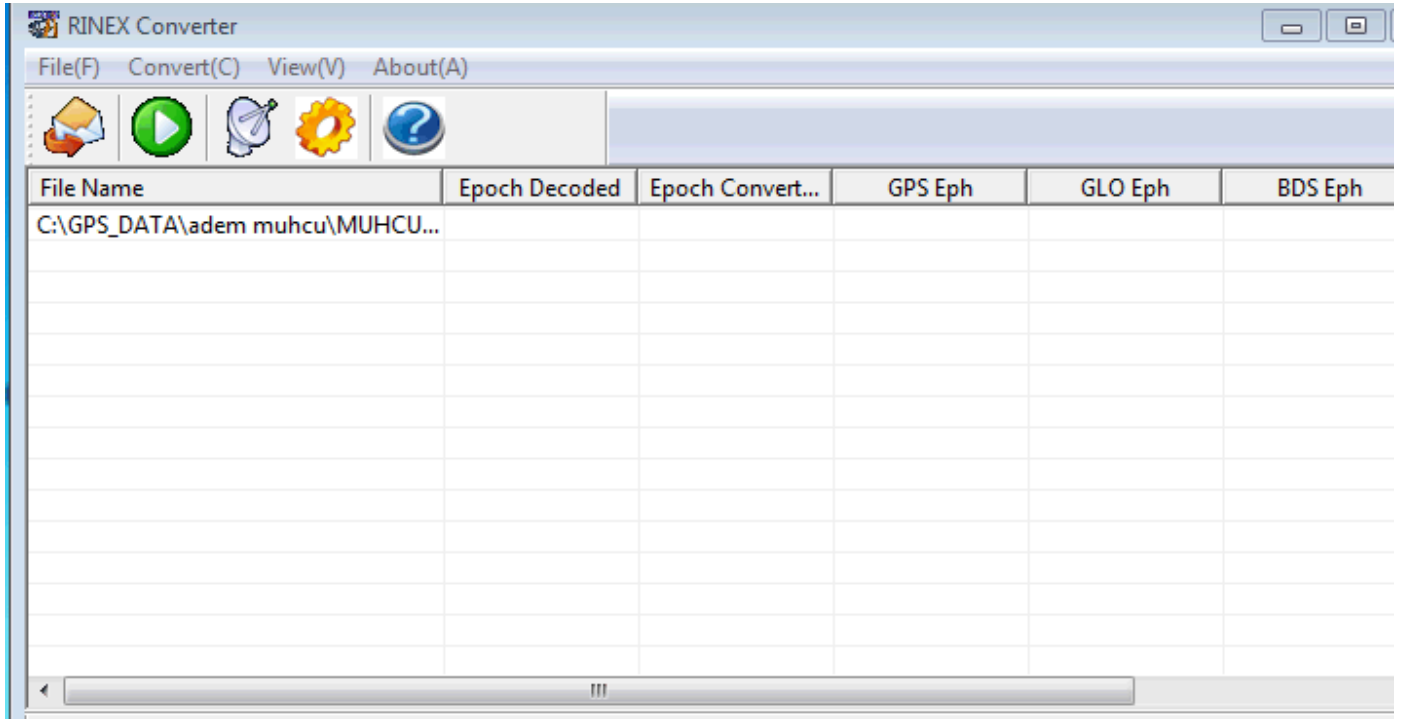 RINEX Converter
File(F) Convert(C) View(V) About(A)
File Name Epoch Decoded Epoch Convert... GPS Eph GLO Eph BDS Eph
C:\GPS_DATA\adem muhcu\MUHCU...